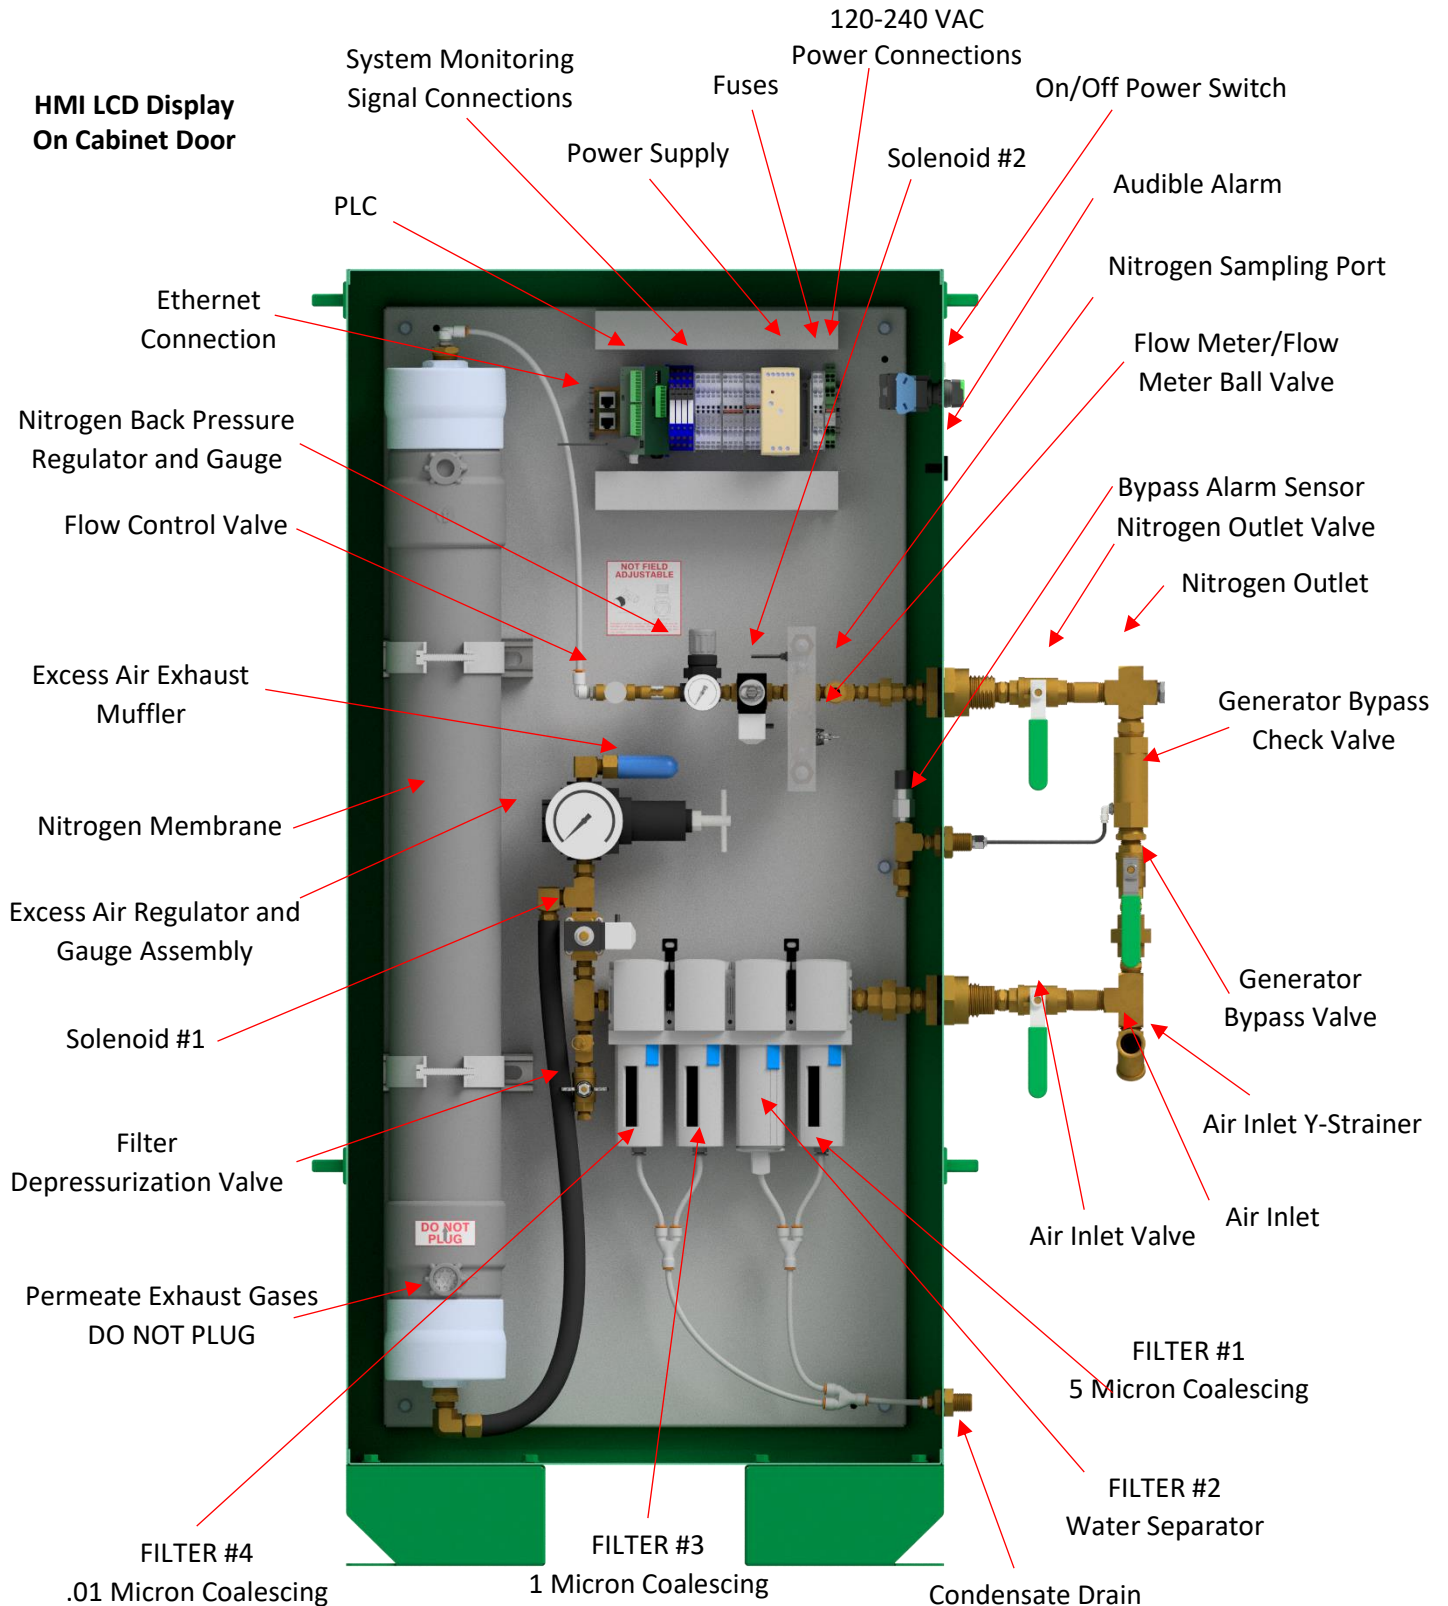 120-240 VAC
Power Connections
System Monitoring
Signal Connections
Fuses
On/Off Power Switch
HMI LCD Display
On Cabinet Door
Power Supply
Solenoid #2
Audible Alarm
PLC
Nitrogen Sampling Port
Ethernet
Connection
Flow Meter/Flow
Meter Ball Valve
Nitrogen Back Pressure
Regulator and Gauge
Bypass Alarm Sensor
Nitrogen Outlet Valve
Flow Control Valve
NOT FIELD
ADJUSTABLE
Nitrogen Outlet
Excess Air Exhaust
Muffler
Generator Bypass
Check Valve
Nitrogen Membrane
Excess Air Regulator and
Gauge Assembly
Generator
Bypass Valve
Solenoid #1
Air Inlet Y-Strainer
Filter
Depressurization Valve
Air Inlet
Air Inlet Valve
DO NOT
PLUG
Permeate Exhaust Gases
DO NOT PLUG
FILTER #1
5 Micron Coalescing
FILTER #2
Water Separator
FILTER #4
.01 Micron Coalescing
FILTER #3
1 Micron Coalescing
Condensate Drain